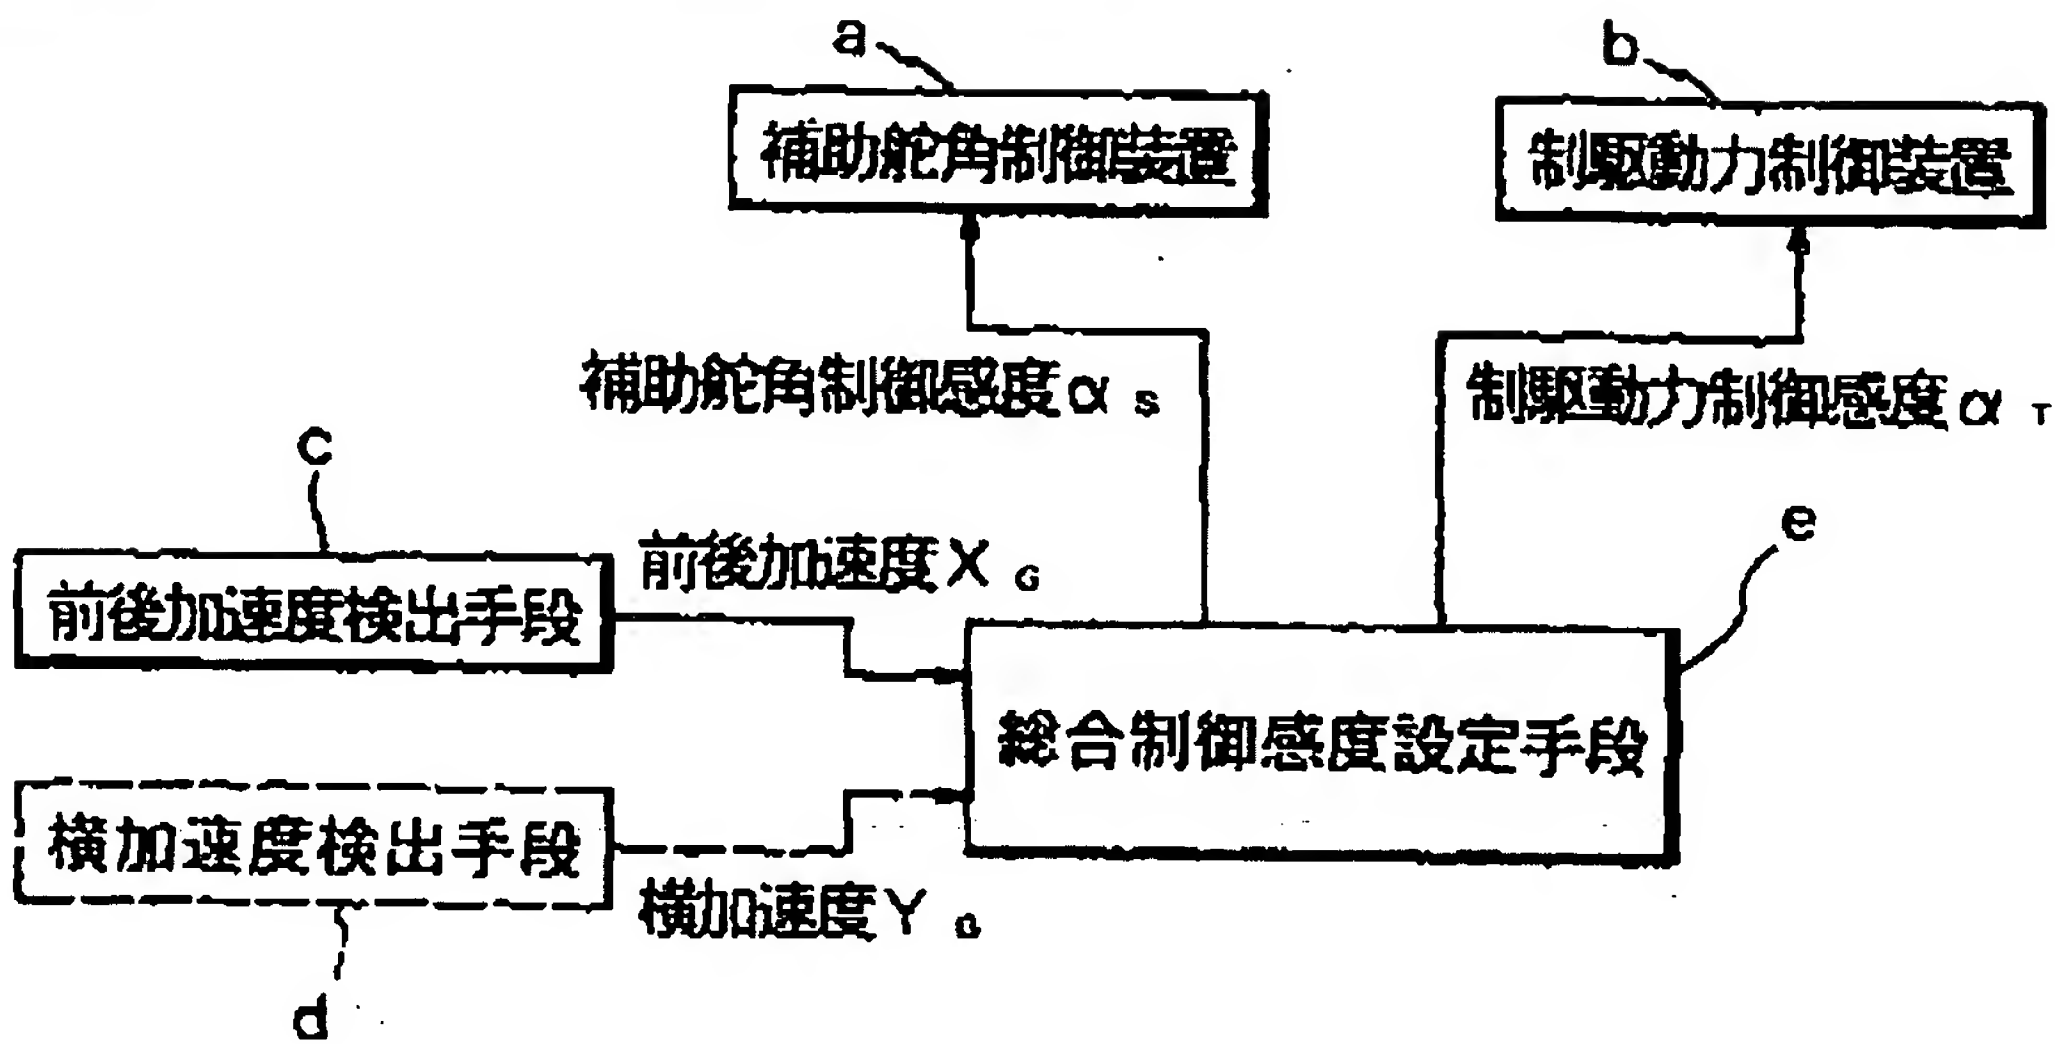 a
b
補助舵角制御装置
制駆動力制御装置
補助舵角制御感度α S
制駆動力制御感度α T
c
前後加速度X G
e
前後加速度検出手段
総合制御感度設定手段
横加速度検出手段
横加速度Y G
d